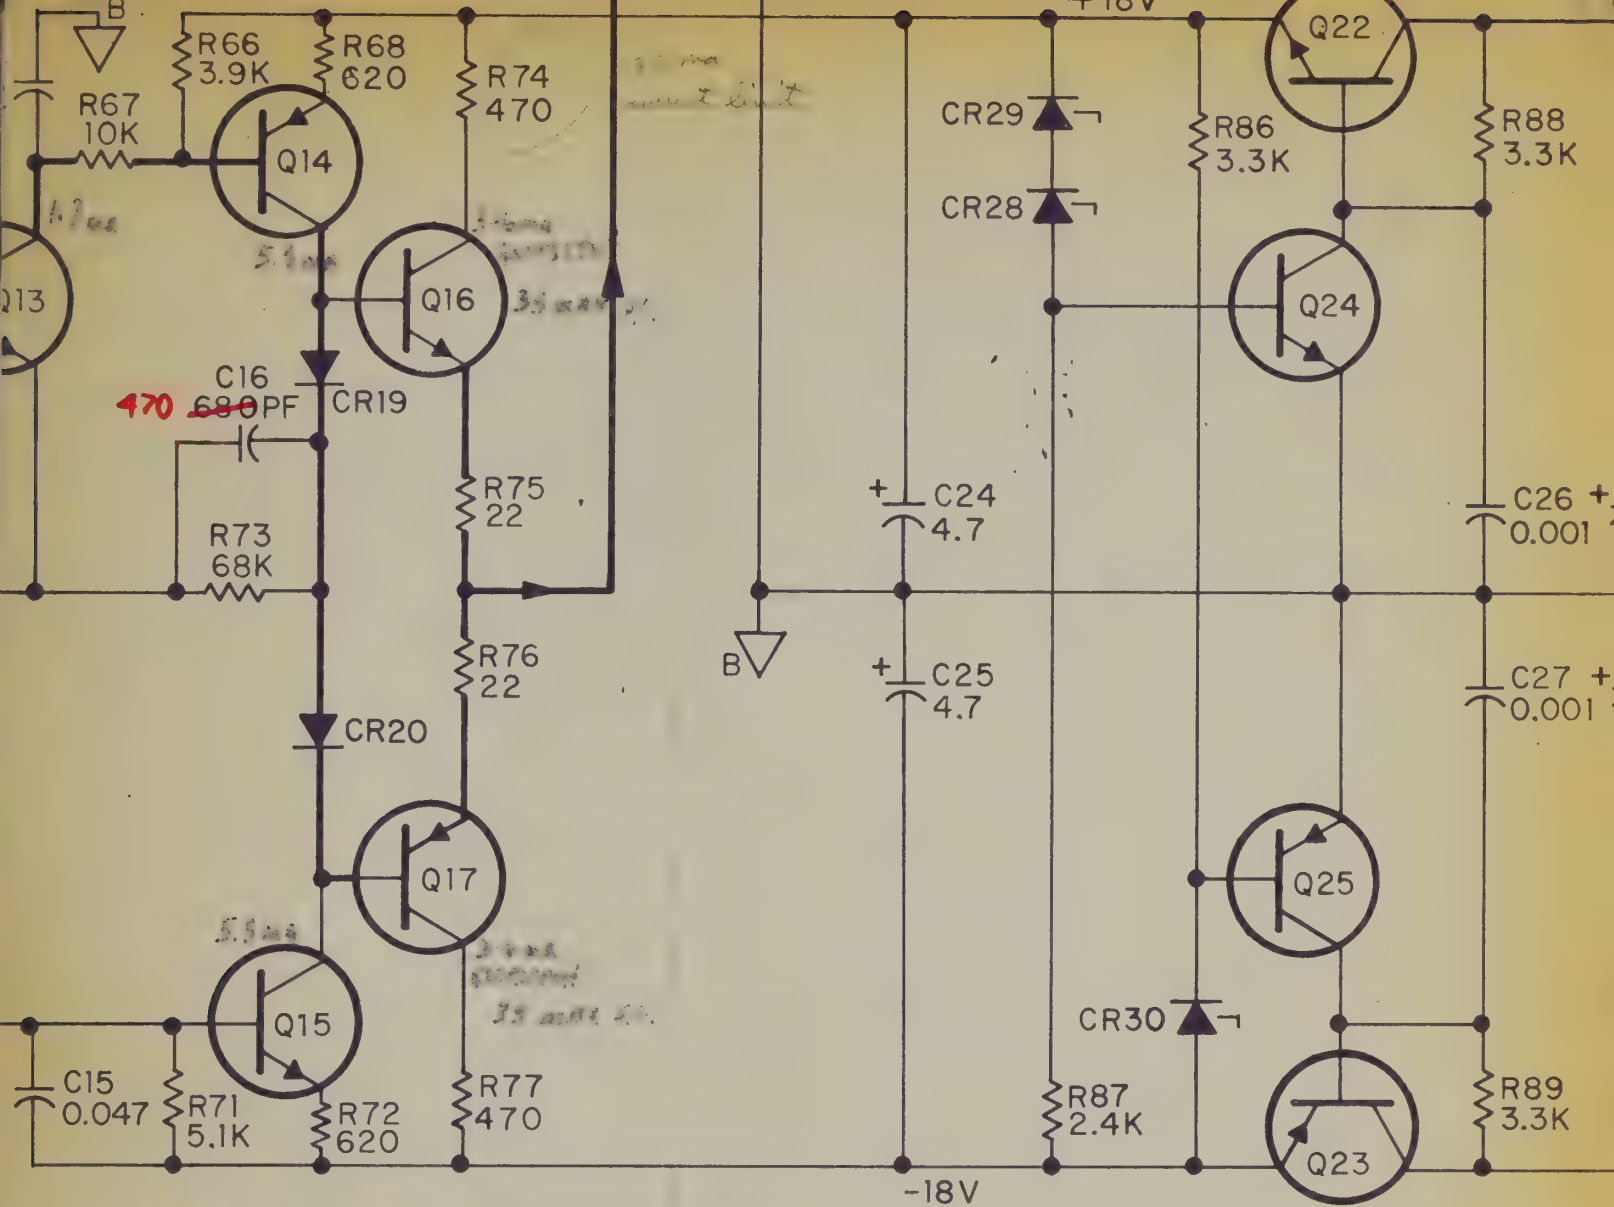 B
+18V
Q22
R66
3.9K
R68
620
R74
470
R67
10K
Q14
CR29
R86
3.3K
R88
3.3K
CR28
Q13
Q16
Q24
C16
470 680PF
CR19
R75
22
+ C24
4.7
C26 +
0.001
R73
68K
R76
22
B
+ C25
4.7
C27 +
0.001
CR20
Q17
Q25
5.5ma
Q15
CR30
C15
0.047
R71
5.1K
R72
620
R77
470
R87
2.4K
R89
3.3K
Q23
-18V